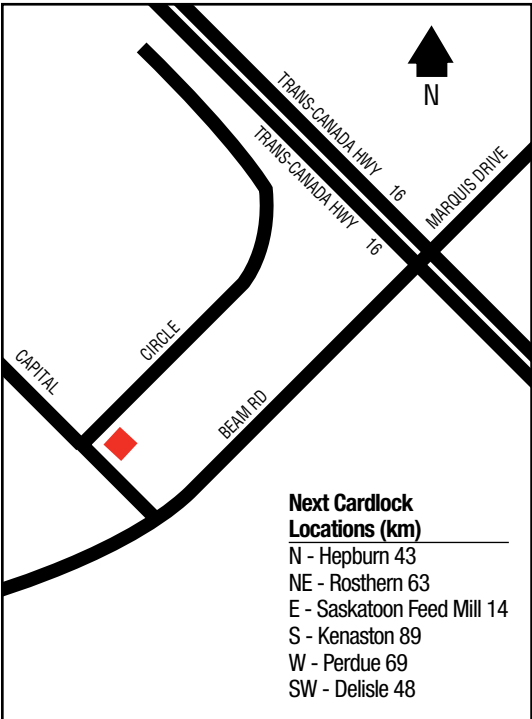 N
TRANS-CANADA HWY 16
TRANS-CANADA HWY 16
MARQUIS DRIVE
CIRCLE
CAPITAL
BEAM RD
Next Cardlock
Locations (km)
N - Hepburn 43
NE - Rosthern 63
E - Saskatoon Feed Mill 14
S - Kenaston 89
W - Perdue 69
SW - Delisle 48